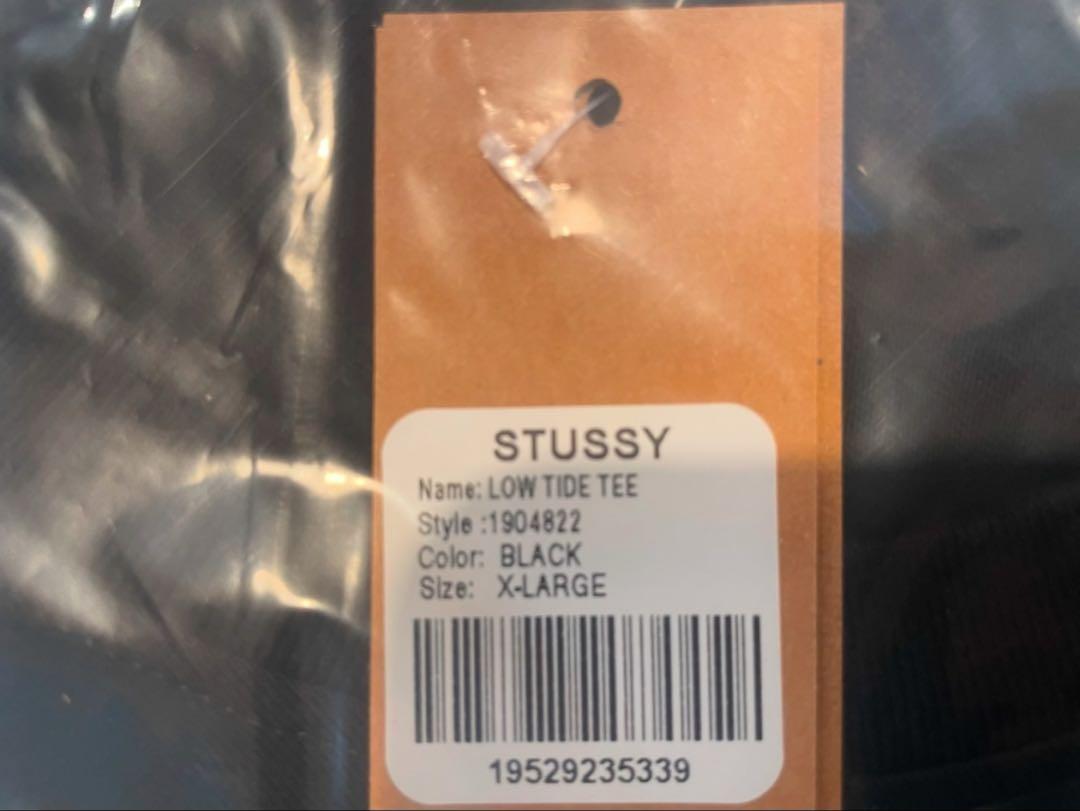 STUSSY
Name: LOW TIDE TEE
Style :1904822
Color: BLACK
Size: X-LARGE
19529235339